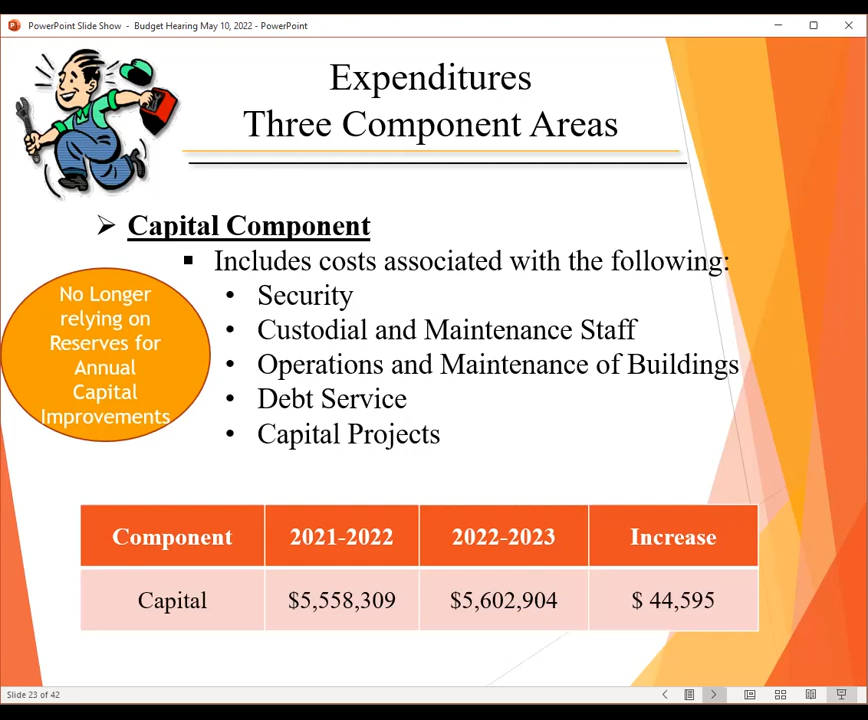 PowerPoint Slide Show - Budget Hearing May 10, 2022 - PowerPoint
Expenditures
Three Component Areas
➢ Capital Component
▪ Includes costs associated with the following:
• Security
• Custodial and Maintenance Staff
• Operations and Maintenance of Buildings
• Debt Service
• Capital Projects
No Longer
relying on
Reserves for
Annual
Capital
Improvements
Component 2021-2022 2022-2023 Increase
Capital $5,558,309 $5,602,904 $ 44,595
Slide 23 of 42